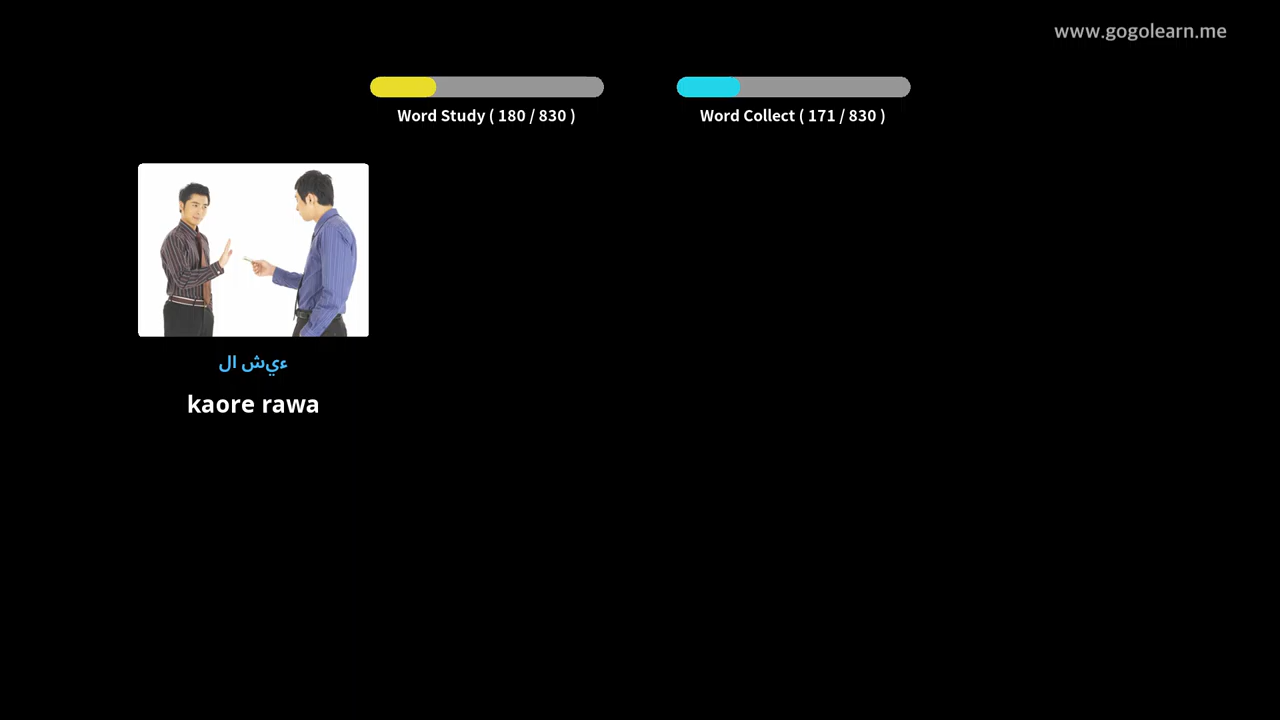 www.gogolearn.me
Word Study ( 180 / 830 )
Word Collect ( 171 / 830 )
ءيش ال
kaore rawa